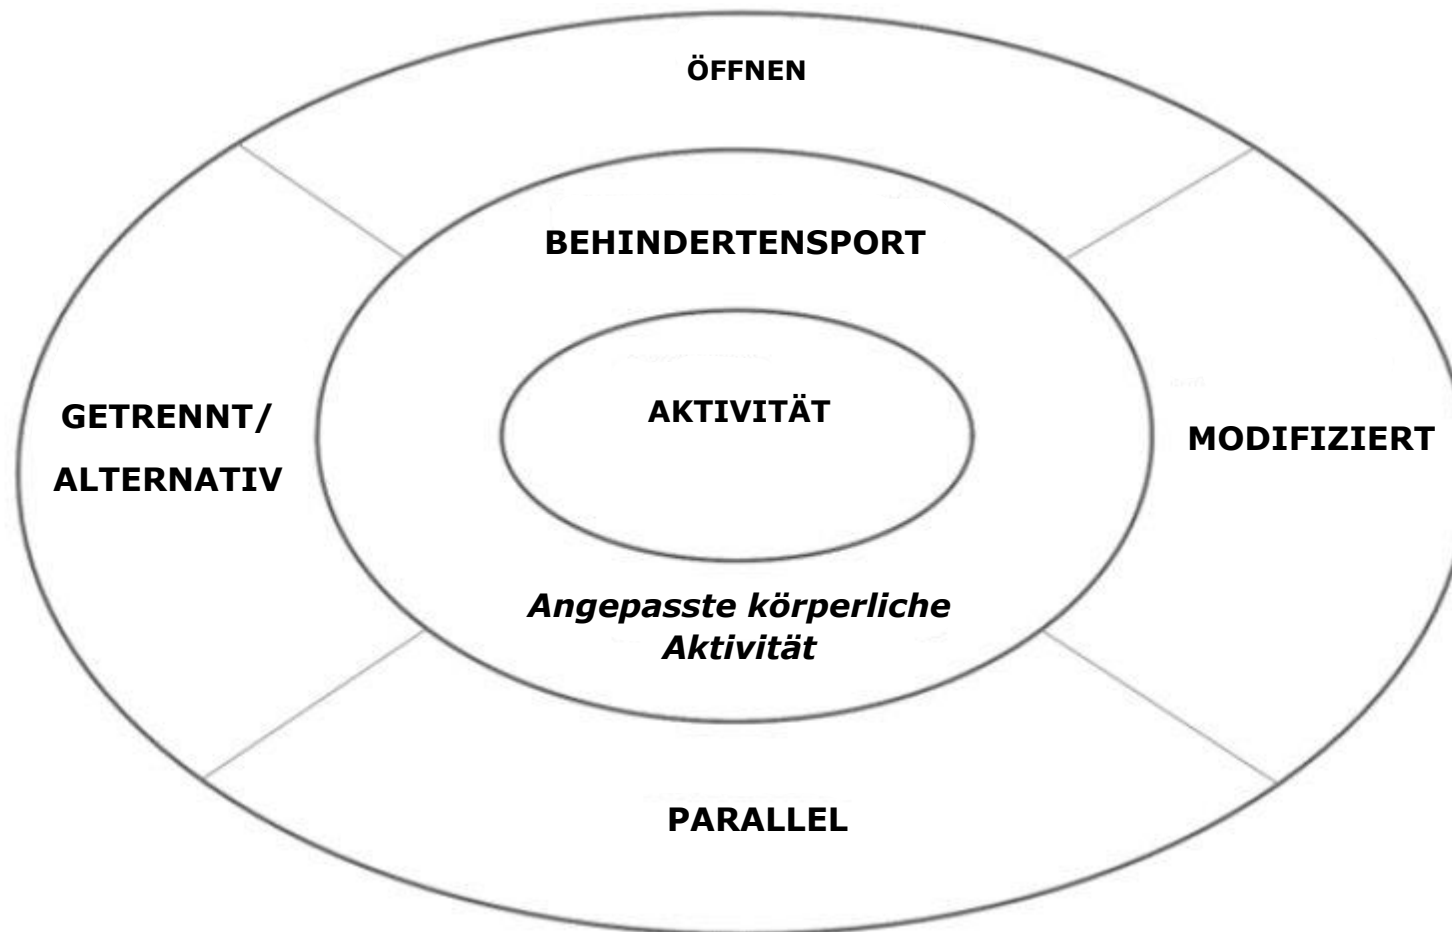 ÖFFNEN
BEHINDERTENSPORT
AKTIVITÄT
GETRENNT/
ALTERNATIV
MODIFIZIERT
Angepasste körperliche
Aktivität
PARALLEL